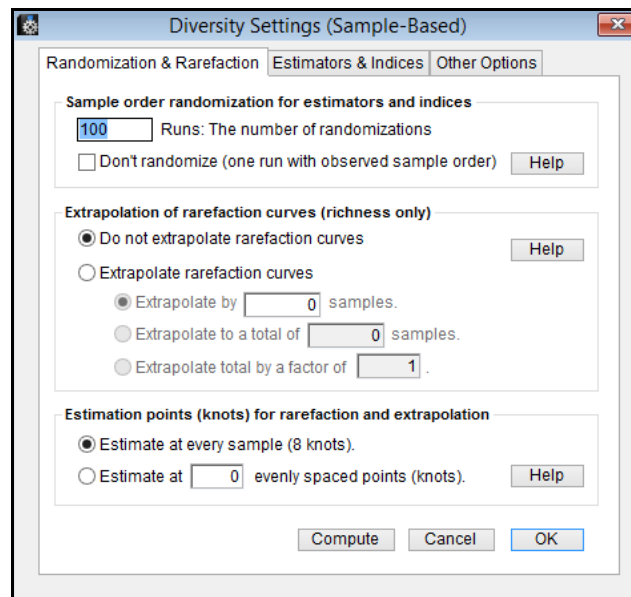 Diversity Settings (Sample-Based)
Randomization & Rarefaction Estimators & Indices Other Options
Sample order randomization for estimators and indices
100 Runs: The number of randomizations
Don't randomize (one run with observed sample order) Help
Extrapolation of rarefaction curves (richness only)
Do not extrapolate rarefaction curves Help
Extrapolate rarefaction curves
Extrapolate by 0 samples.
Extrapolate to a total of 0 samples.
Extrapolate total by a factor of 1 .
Estimation points (knots) for rarefaction and extrapolation
Estimate at every sample (8 knots).
Estimate at 0 evenly spaced points (knots). Help
Compute Cancel OK